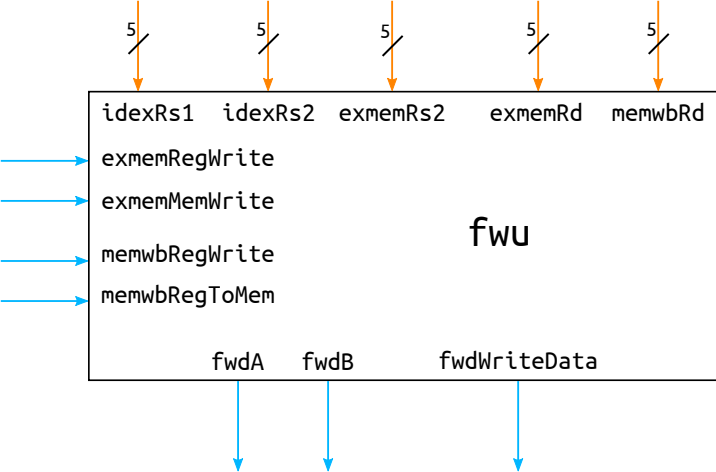 5 5 5 5 5
idexRs1 idexRs2 exmemRs2 exmemRd memwbRd
exmemRegWrite
exmemMemWrite
fwu
memwbRegWrite
memwbRegToMem
fwdA fwdB fwdWriteData